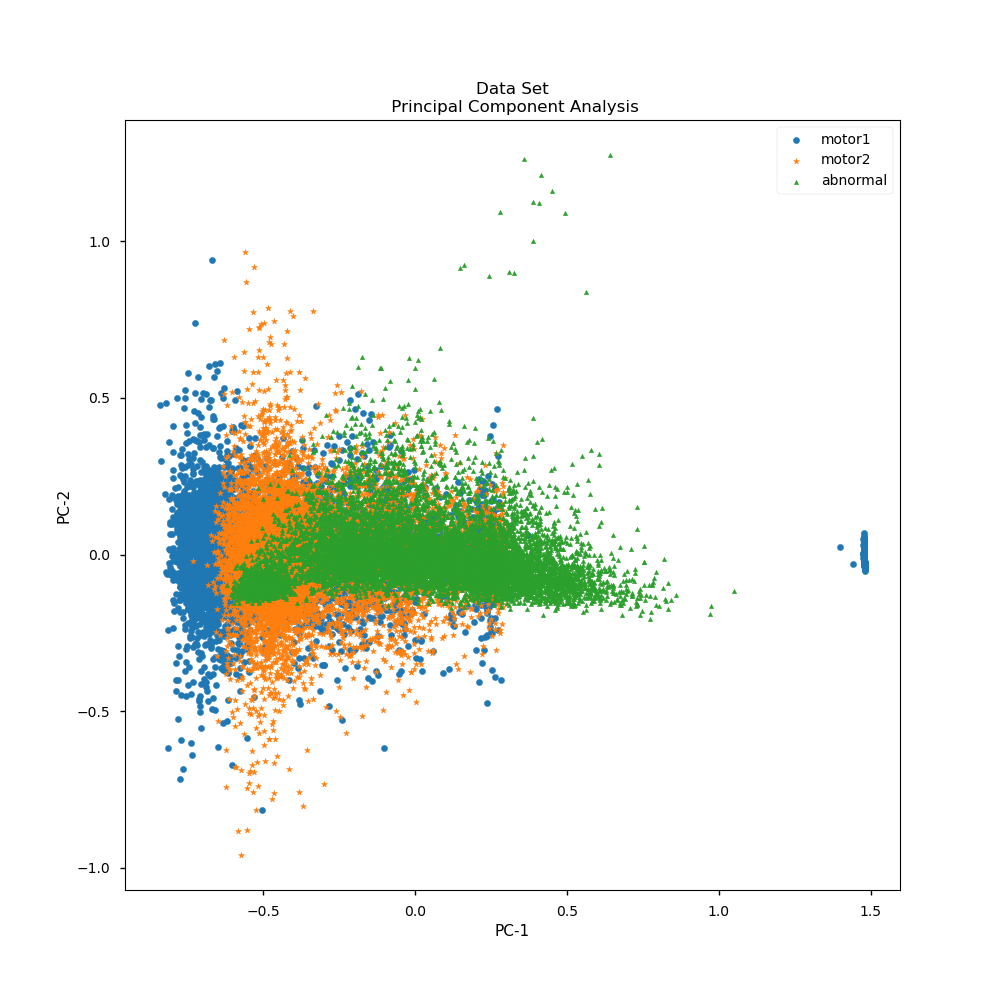 Data Set
Principal Component Analysis
motor1
motor2
abnormal
PC-2
1.0
0.5
0.0
−0.5
−1.0
−0.5
0.0
0.5
1.0
1.5
PC-1